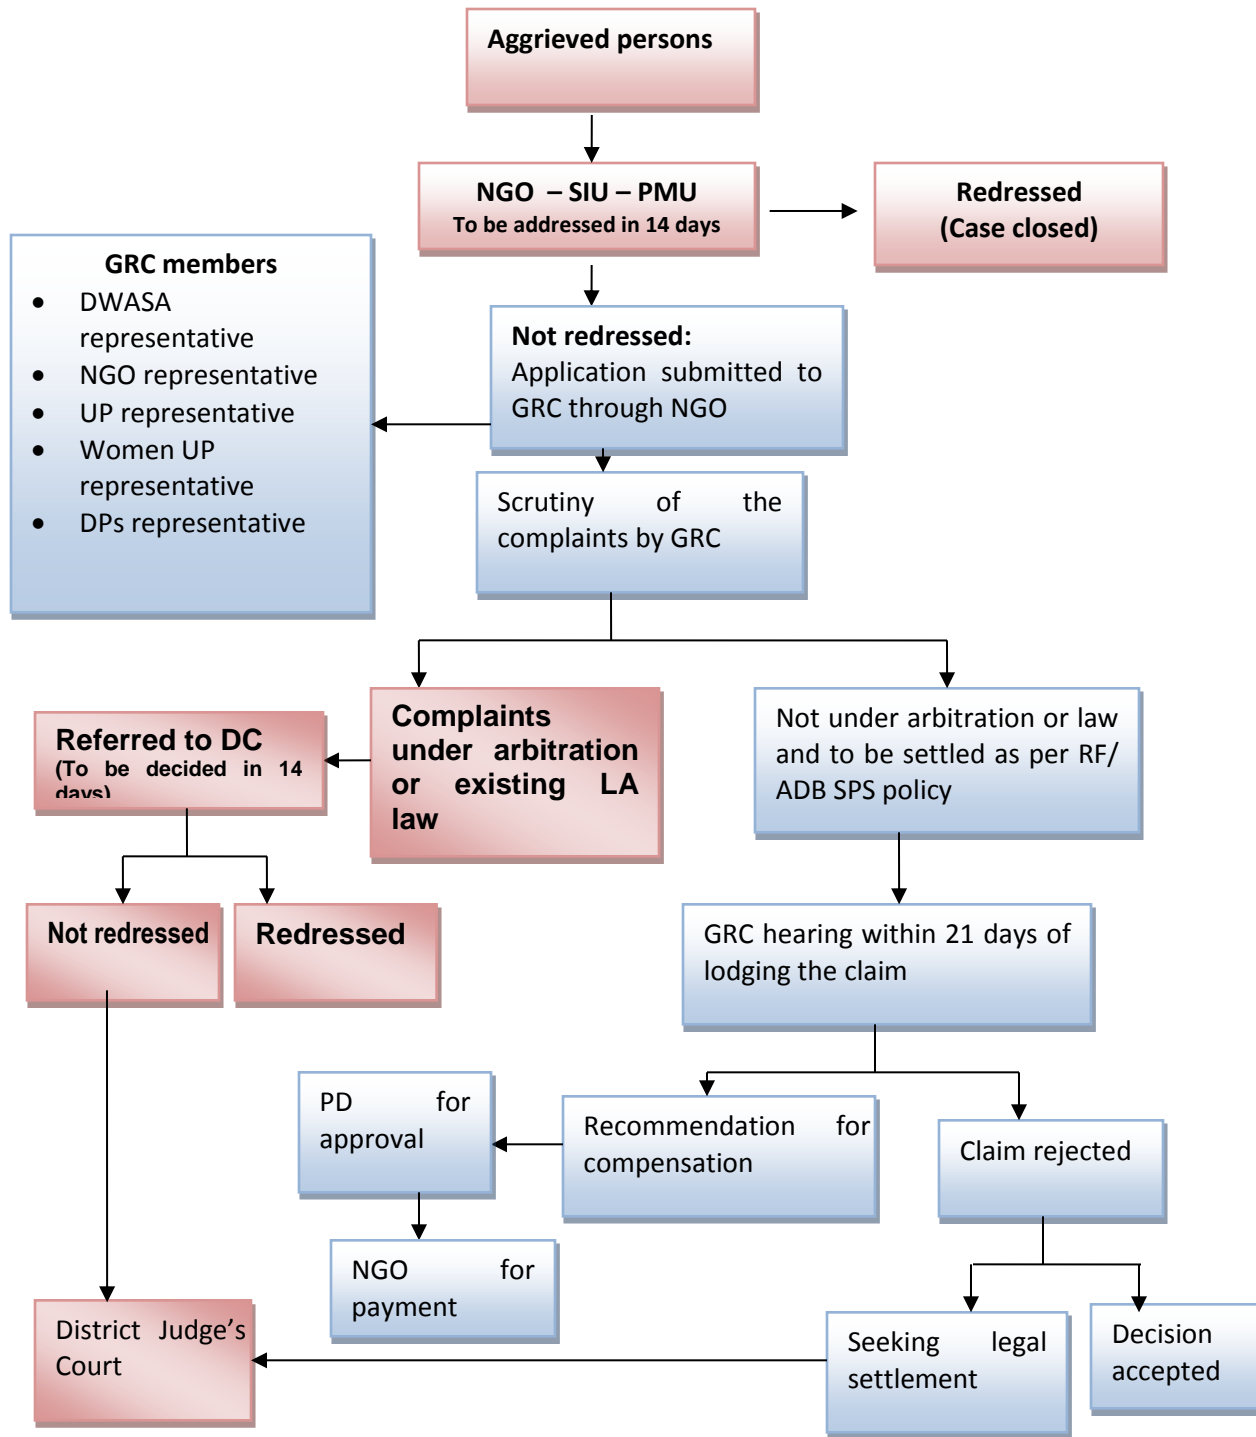 Aggrieved persons
NGO – SIU – PMU
To be addressed in 14 days
Redressed
(Case closed)
GRC members
• DWASA
representative
• NGO representative
• UP representative
• Women UP
representative
• DPs representative
Not redressed:
Application submitted to
GRC through NGO
Scrutiny of the
complaints by GRC
Complaints
under arbitration
or existing LA
law
Referred to DC
(To be decided in 14
days)
Not under arbitration or law
and to be settled as per RF/
ADB SPS policy
Not redressed
Redressed
GRC hearing within 21 days of
lodging the claim
PD for
approval
Recommendation for
compensation
Claim rejected
NGO for
payment
District Judge's
Court
Seeking legal
settlement
Decision
accepted